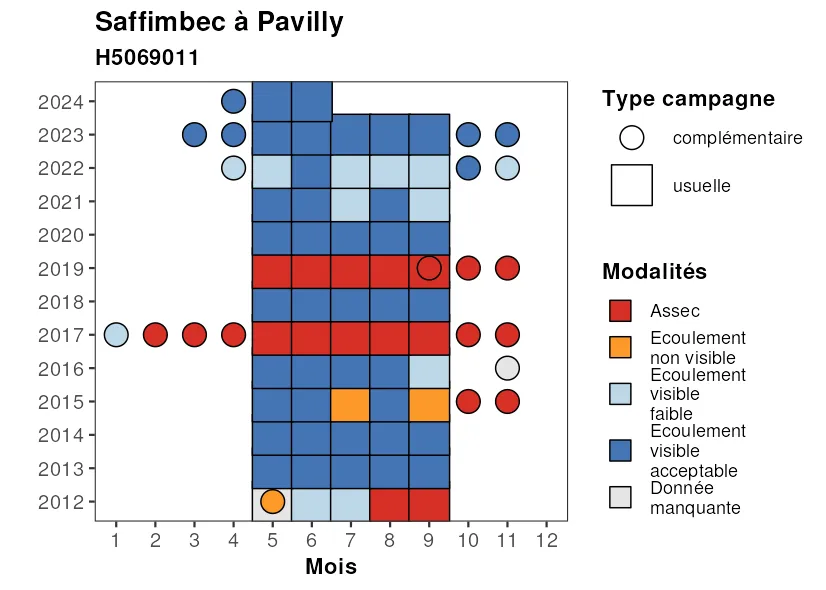 Saffimbec à Pavilly
H5069011
2024
2023
2022
2021
2020
2019
2018
2017
2016
2015
2014
2013
2012
1 2 3 4 5 6 7 8 9 10 11 12
Mois
Type campagne
complémentaire
usuelle
Modalités
Assec
Ecoulement
non visible
Ecoulement
visible
faible
Ecoulement
visible
acceptable
Donnée
manquante